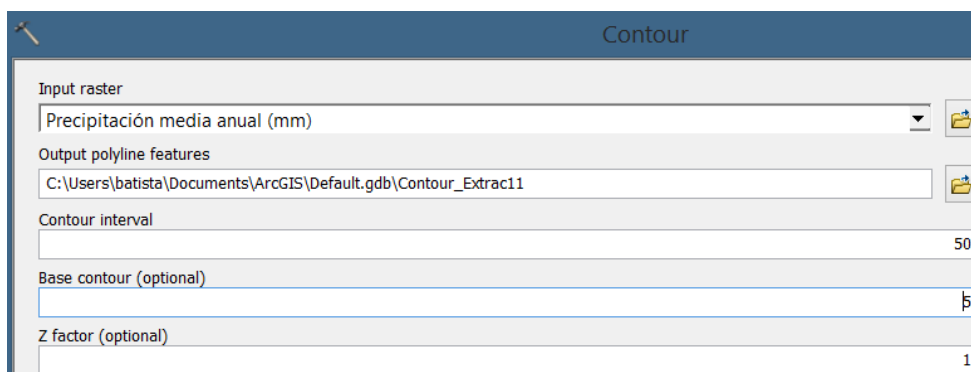 Contour
Input raster
Precipitación media anual (mm)
Output polyline features
C:\Users\batista\Documents\ArcGIS\Default.gdb\Contour_Extrac11
Contour interval
50
Base contour (optional)
5
Z factor (optional)
1